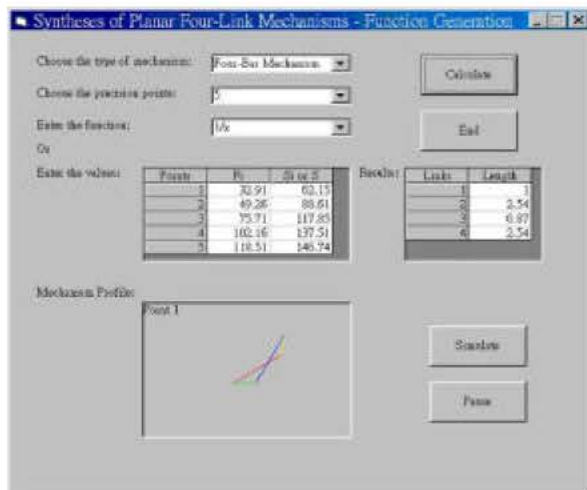 Syntheses of Planar Four-Link Mechanisms - Function Generation
Choose the type of mechanism:
Four-Bar Mechanism
Calculate
Choose the precision points:
5
Enter the function:
1/x
End
Or
Enter the values:
Points Fi Si or S
1 32.91 62.15
2 49.26 88.61
3 75.71 117.85
4 102.16 137.51
5 118.51 146.74
Results:
Links Length
1 1
2 2.54
3 0.87
4 2.54
Mechanism Profile:
Point 1
Simulate
Pause